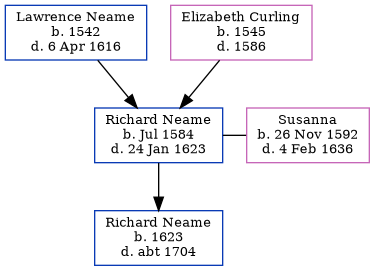 Lawrence Neame
b. 1542
d. 6 Apr 1616
Elizabeth Curling
b. 1545
d. 1586
Richard Neame
b. Jul 1584
d. 24 Jan 1623
Susanna
b. 26 Nov 1592
d. 4 Feb 1636
Richard Neame
b. 1623
d. abt 1704